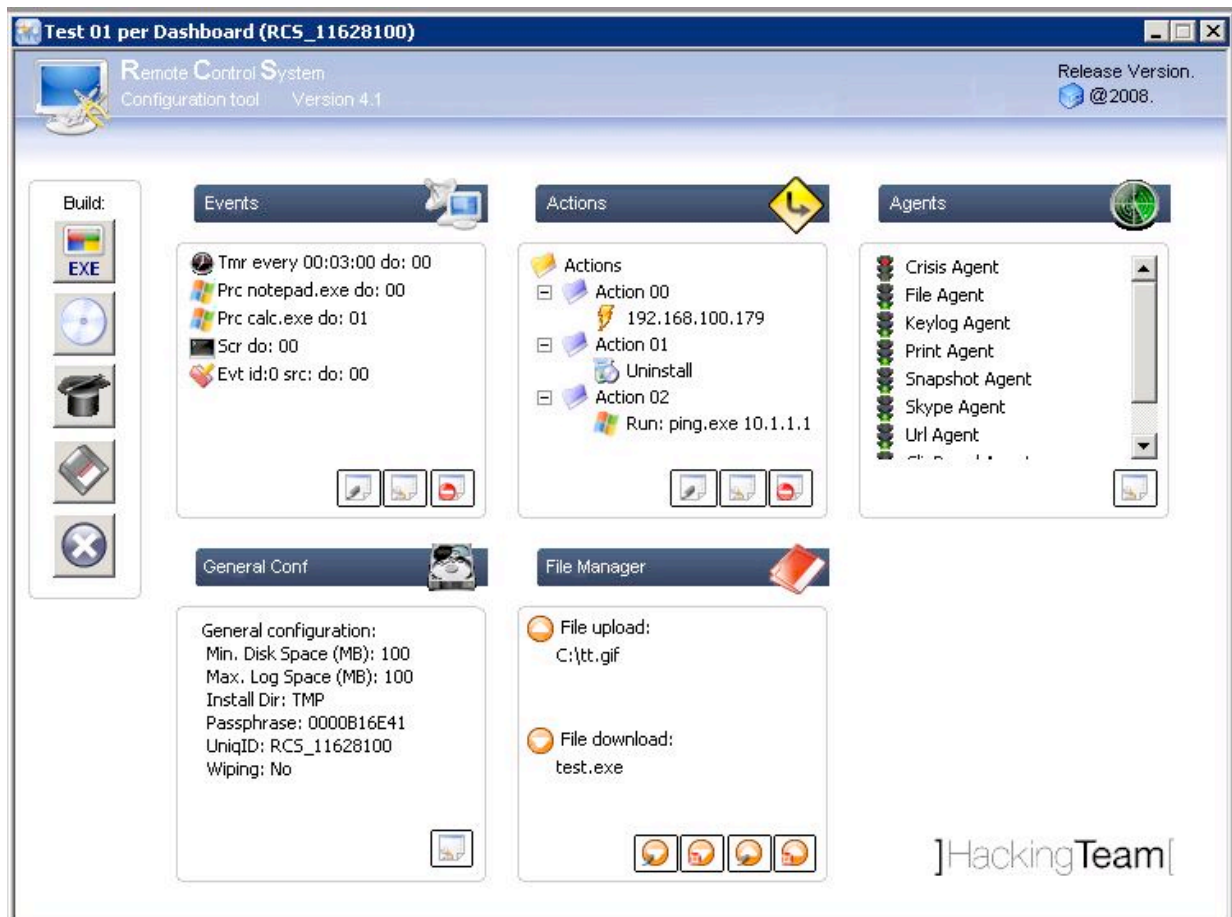 Test 01 per Dashboard (RCS_11628100)
Remote Control System
Configuration tool Version 4.1
Release Version.
@2008.
Build:
EXE
Events
Tmr every 00:03:00 do: 00
Prc notepad.exe do: 00
Prc calc.exe do: 01
Scr do: 00
Evt id:0 src: do: 00
Actions
Actions
Action 00
192.168.100.179
Action 01
Uninstall
Action 02
Run: ping.exe 10.1.1.1
Agents
Crisis Agent
File Agent
Keylog Agent
Print Agent
Snapshot Agent
Skype Agent
Url Agent
General Conf
General configuration:
Min. Disk Space (MB): 100
Max. Log Space (MB): 100
Install Dir: TMP
Passphrase: 0000B16E41
UniqID: RCS_11628100
Wiping: No
File Manager
File upload:
C:\tt.gif
File download:
test.exe
]HackingTeam[